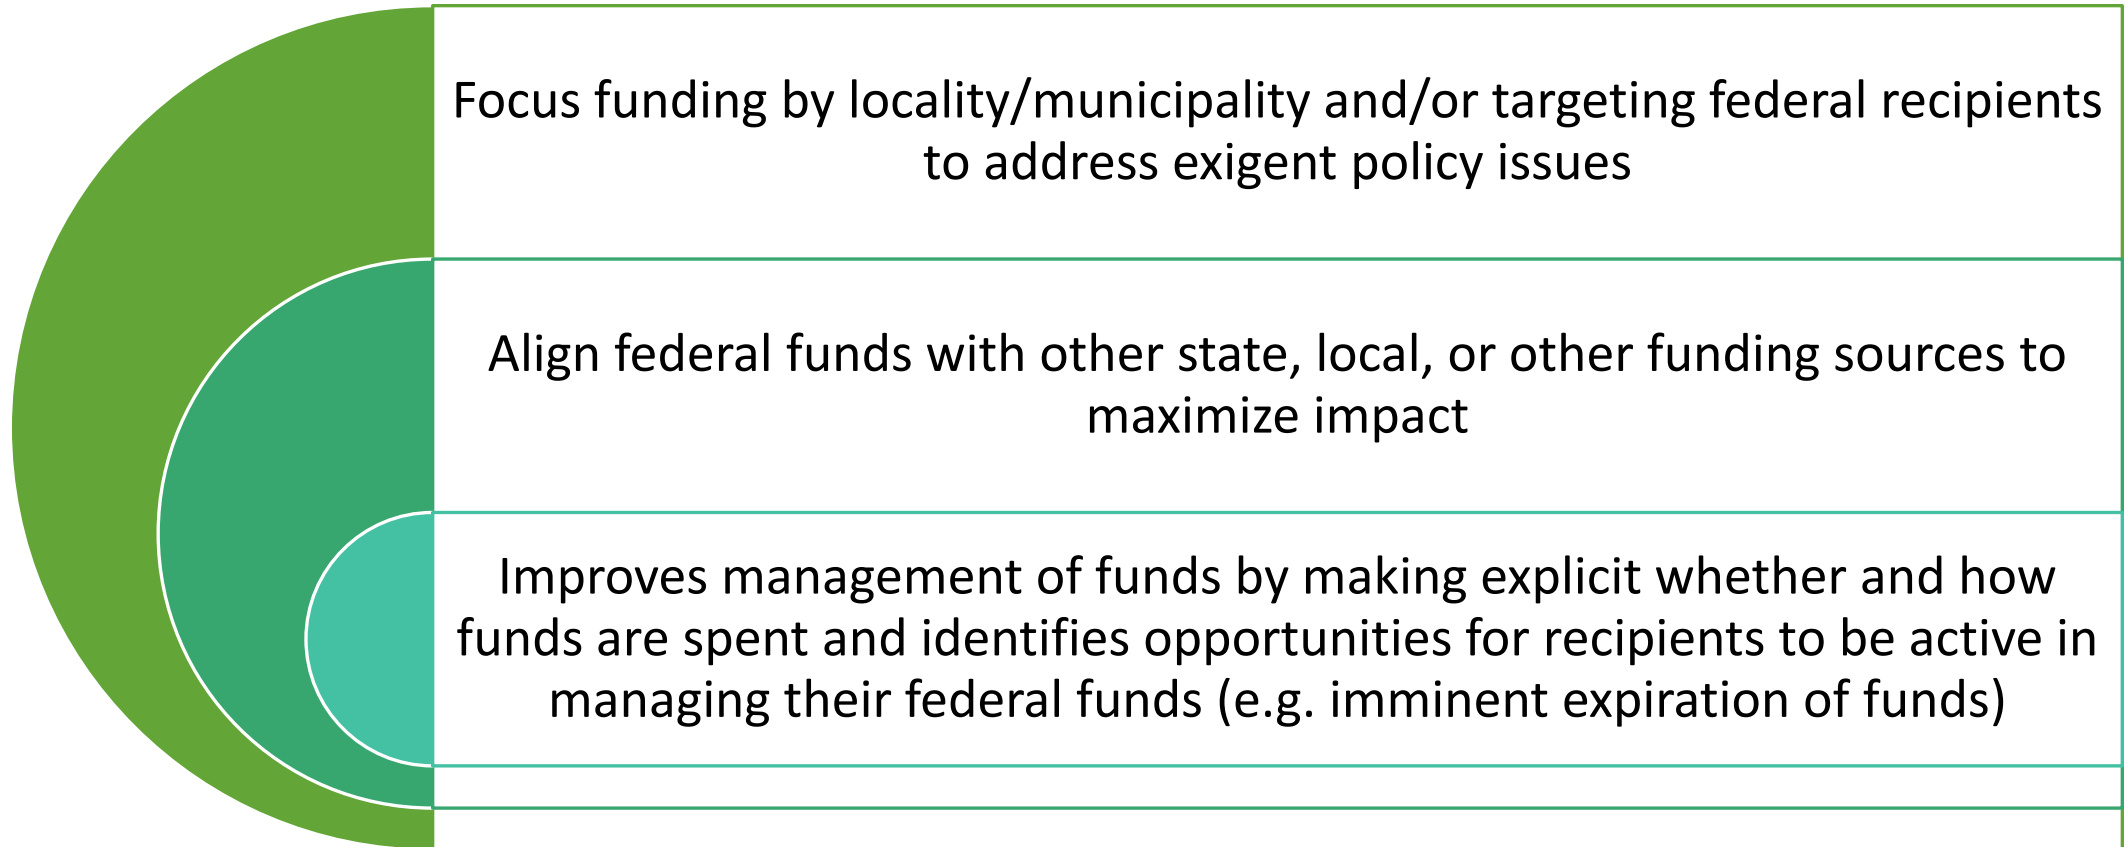 Focus funding by locality/municipality and/or targeting federal recipients
to address exigent policy issues
Align federal funds with other state, local, or other funding sources to
maximize impact
Improves management of funds by making explicit whether and how
funds are spent and identifies opportunities for recipients to be active in
managing their federal funds (e.g. imminent expiration of funds)